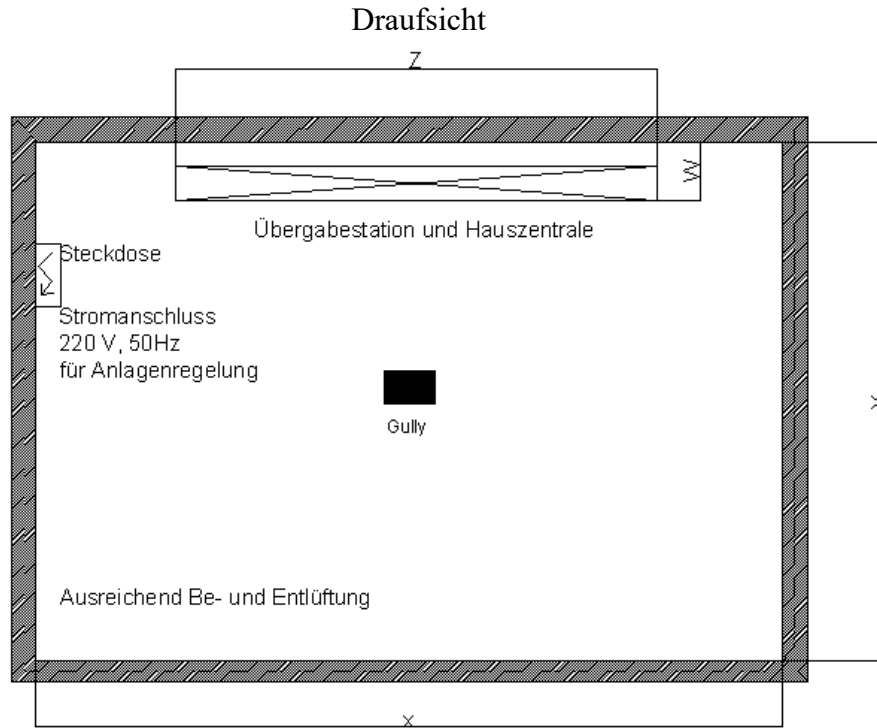 Draufsicht
Z
W
Übergabestation und Hauszentrale
Steckdose
Stromanschluss
220 V, 50Hz
für Anlagenregelung
Gully
Y
Ausreichend Be- und Entlüftung
X